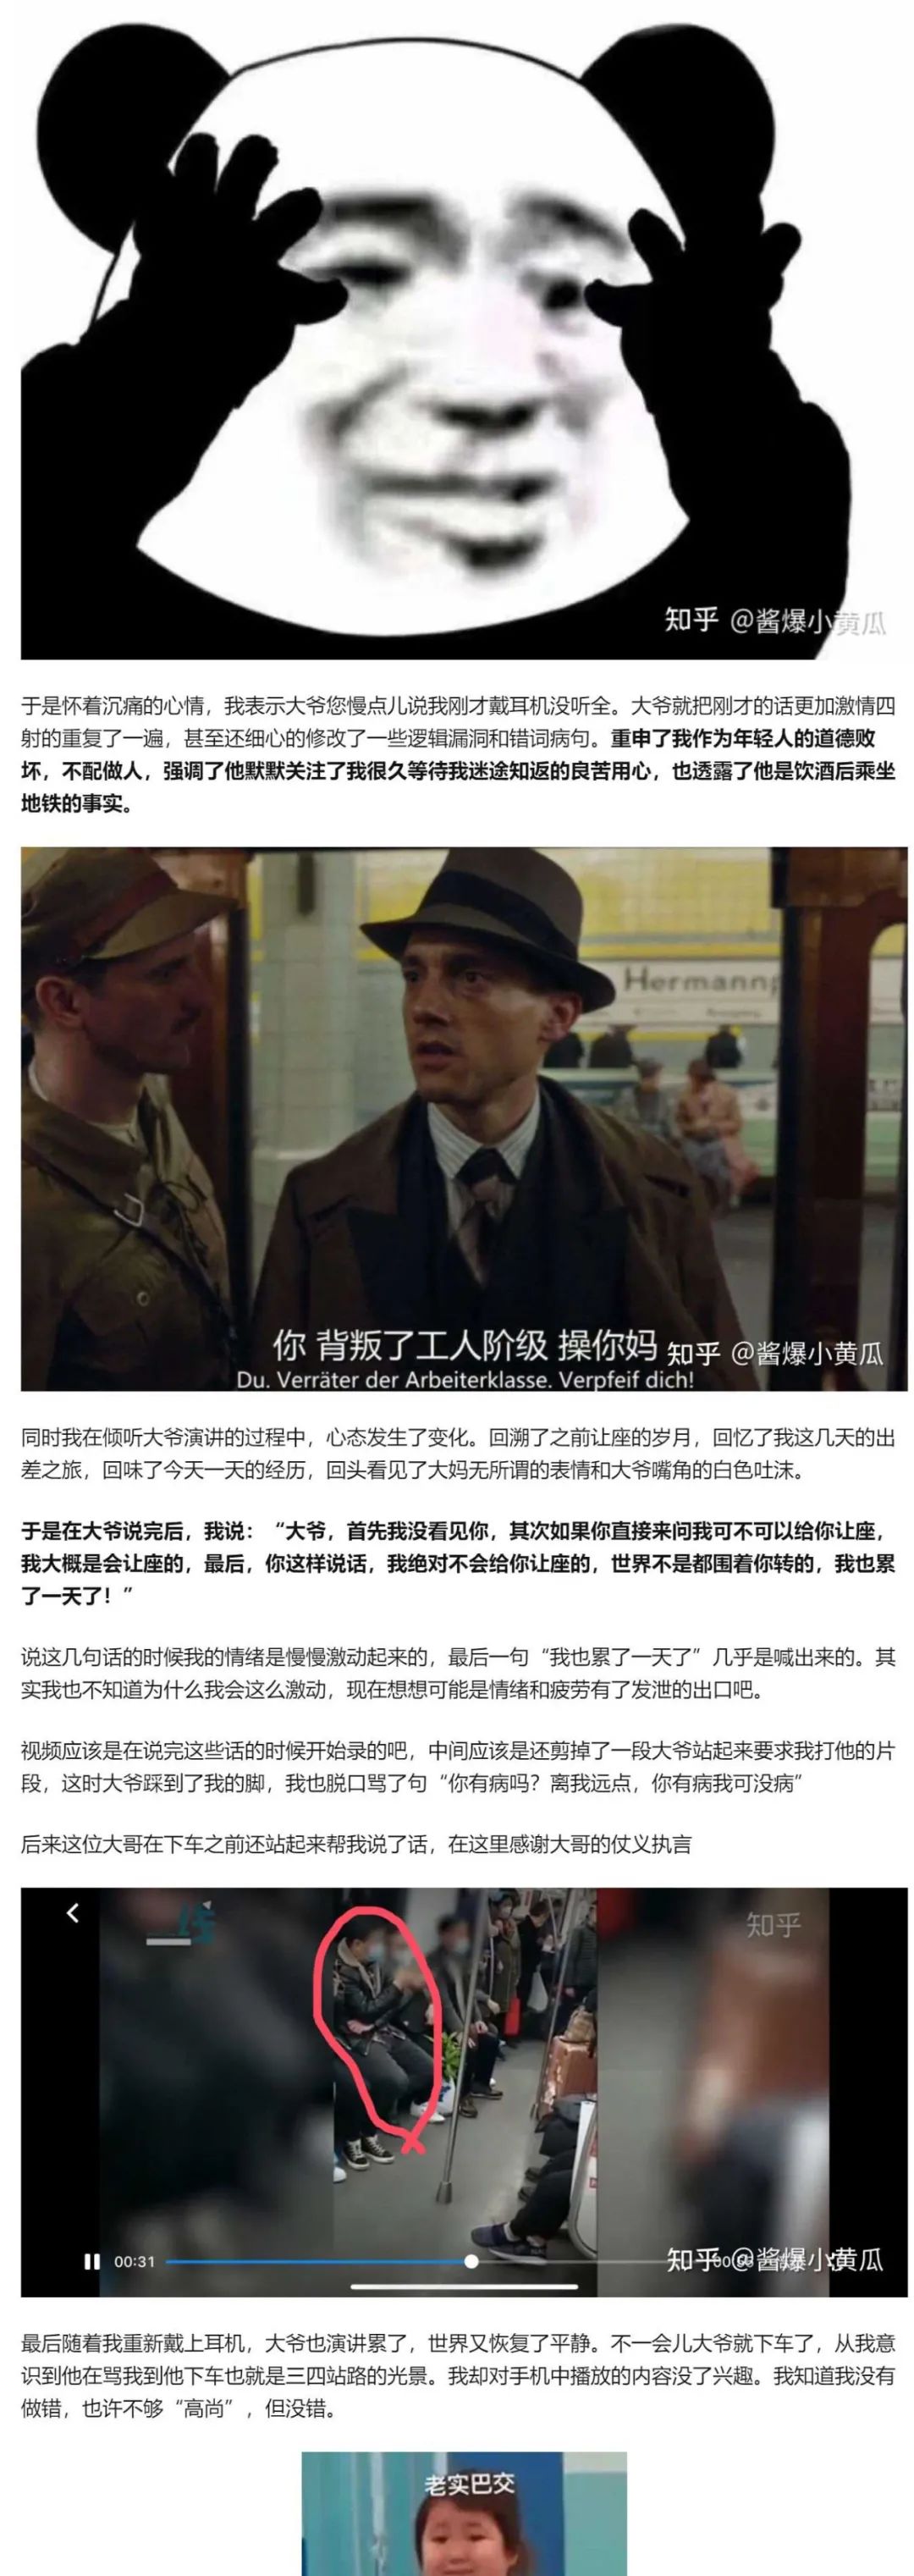 知乎 @酱爆小黄瓜
于是怀着沉痛的心情，我表示大爷您慢点儿说我刚才戴耳机没听全。大爷就把刚才的话更加激情四
射的重复了一遍，甚至还细心的修改了一些逻辑漏洞和错词病句。重申了我作为年轻人的道德败
坏，不配做人，强调了他默默关注了我很久等待我迷途知返的良苦用心，也透露了他是饮酒后乘坐
地铁的事实。
Hermannp
你 背叛了工人阶级 操你妈
知乎 @酱爆小黄瓜
Du. Verräter der Arbeiterklasse. Verpfeif dich!
同时我在倾听大爷演讲的过程中，心态发生了变化。回溯了之前让座的岁月，回忆了我这几天的出
差之旅，回味了今天一天的经历，回头看见了大妈无所谓的表情和大爷嘴角的白色吐沫。
于是在大爷说完后，我说：“大爷，首先我没看见你，其次如果你直接来问我可不可以给你让座，
我大概是会让座的，最后，你这样说话，我绝对不会给你让座的，世界不是都围着你转的，我也累
了一天了！”
说这几句话的时候我的情绪是慢慢激动起来的，最后一句“我也累了一天了”几乎是喊出来的。其
实我也不知道为什么我会这么激动，现在想想可能是情绪和疲劳有了发泄的出口吧。
视频应该是在说完这些话的时候开始录的吧，中间应该是还剪掉了一段大爷站起来要求我打他的片
段，这时大爷踩到了我的脚，我也脱口骂了句“你有病吗？离我远点，你有病我可没病”
后来这位大哥在下车之前还站起来帮我说了话，在这里感谢大哥的仗义执言
知乎
00:31
知乎 @酱爆小黄瓜
最后随着我重新戴上耳机，大爷也演讲累了，世界又恢复了平静。不一会儿大爷就下车了，从我意
识到他在骂我到他下车也就是三四站路的光景。我却对手机中播放的内容没了兴趣。我知道我没有
做错，也许不够“高尚”，但没错。
老实巴交